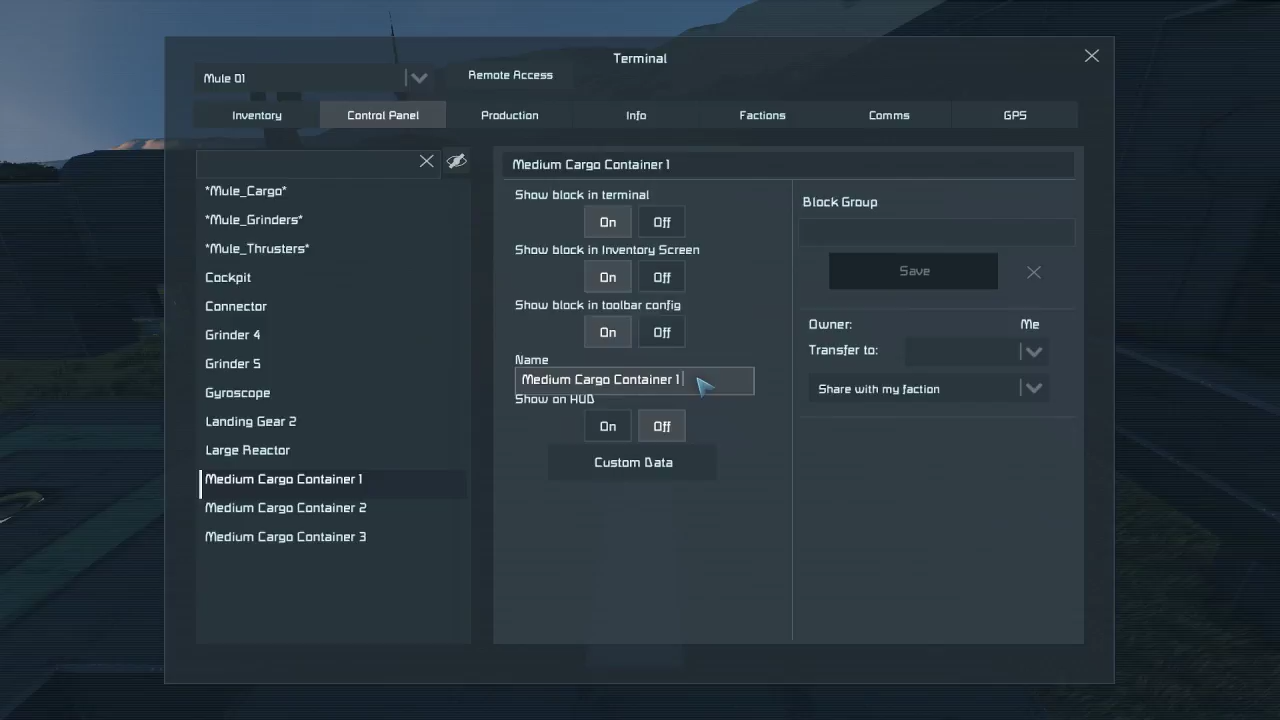 Terminal
Mule 01
Remote Access
Inventory
Control Panel
Production
Info
Factions
Comms
GPS
*Mule_Cargo*
*Mule_Grinders*
*Mule_Thrusters*
Cockpit
Connector
Grinder 4
Grinder 5
Gyroscope
Landing Gear 2
Large Reactor
Medium Cargo Container 1
Medium Cargo Container 2
Medium Cargo Container 3
Medium Cargo Container 1
Show block in terminal
On Off
Show block in Inventory Screen
On Off
Show block in toolbar config
On Off
Name
Medium Cargo Container 1
Show on HUD
On Off
Custom Data
Block Group
Save
Owner: Me
Transfer to:
Share with my faction